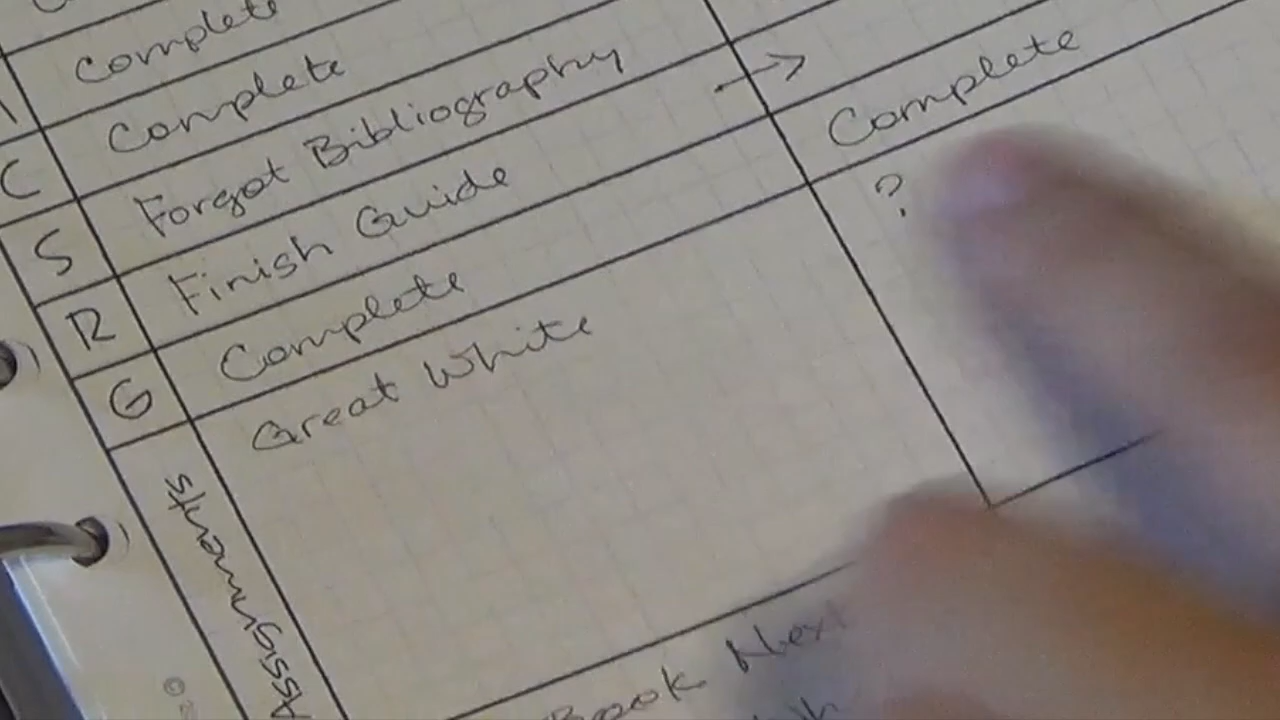 Complete
C Complete
S Forgot Bibliography →
R Finish Guide Complete
G Complete ?
Assignments Great White
Book Next